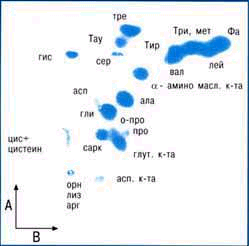 тре
Тау
Тир
Три, мет
Фа
гис
сер
вал
лей
α - амино масл. к-та
асп
ала
гли
о-про
про
цис+
цистеин
сарк
глут. к-та
орн
лиз
арг
асп. к-та
А
В